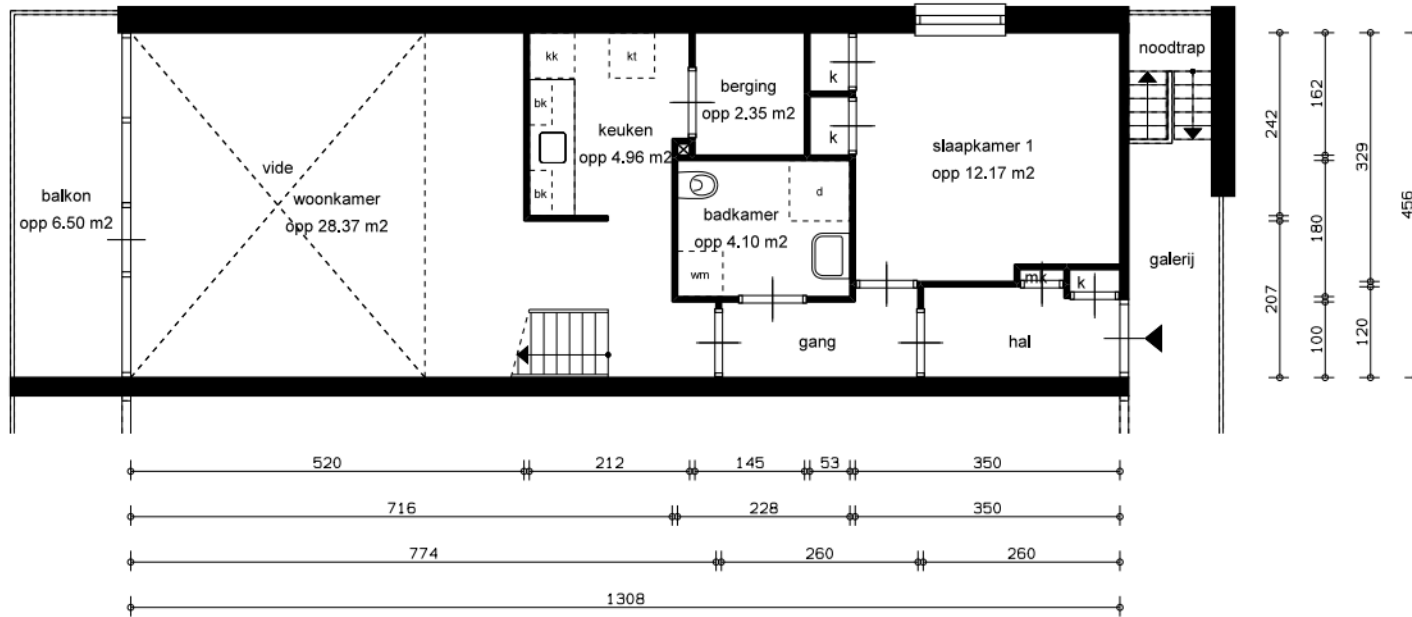 noodtrap
kk
kt
k
berging
opp 2.35 m2
bk
keuken
opp 4.96 m2
k
slaapkamer 1
opp 12.17 m2
vide
balkon
opp 6.50 m2
woonkamer
opp 28.37 m2
bk
badkamer
opp 4.10 m2
d
wm
mk
k
galerij
gang
hal
242
207
162
180
100
329
120
456
520
212
145
53
350
716
228
350
774
260
260
1308